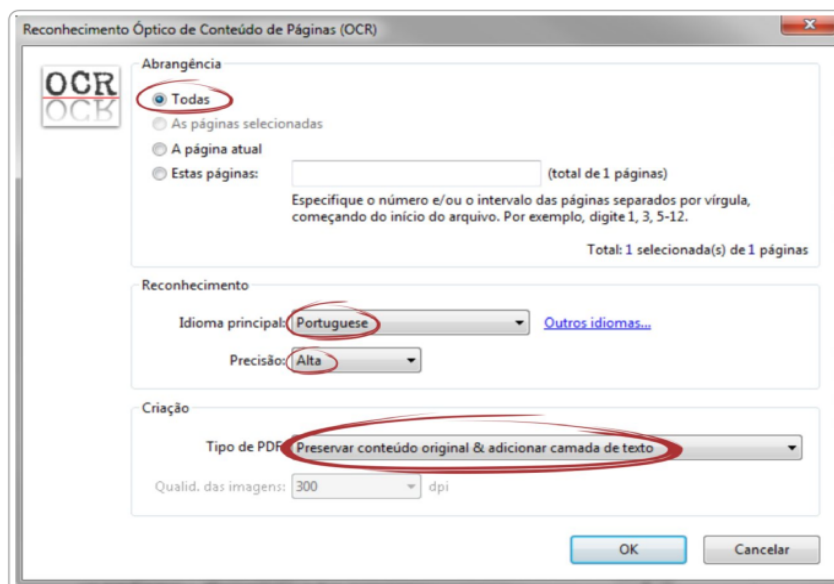 Reconhecimento Óptico de Conteúdo de Páginas (OCR)
OCR
Abrangência
Todas
As páginas selecionadas
A página atual
Estas páginas: (total de 1 páginas)
Especifique o número e/ou o intervalo das páginas separados por vírgula,
começando do início do arquivo. Por exemplo, digite 1, 3, 5-12.
Total: 1 selecionada(s) de 1 páginas
Reconhecimento
Idioma principal: Portuguese Outros idiomas...
Precisão: Alta
Criação
Tipo de PDF Preservar conteúdo original & adicionar camada de texto
Qualid. das imagens: 300 dpi
OK Cancelar